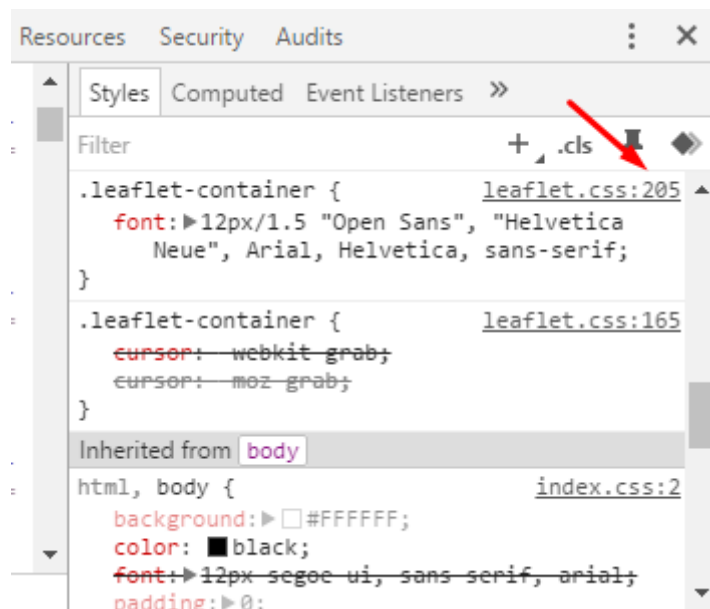 Resources Security Audits
Styles Computed Event Listeners »
Filter + .cls
.leaflet-container { leaflet.css:205
font: 12px/1.5 "Open Sans", "Helvetica
Neue", Arial, Helvetica, sans-serif;
}
.leaflet-container { leaflet.css:165
cursor: -webkit-grab;
cursor: -moz-grab;
}
Inherited from body
html, body { index.css:2
background: #FFFFFF;
color: black;
font: 12px segoe ui, sans serif, arial;
padding: 0;